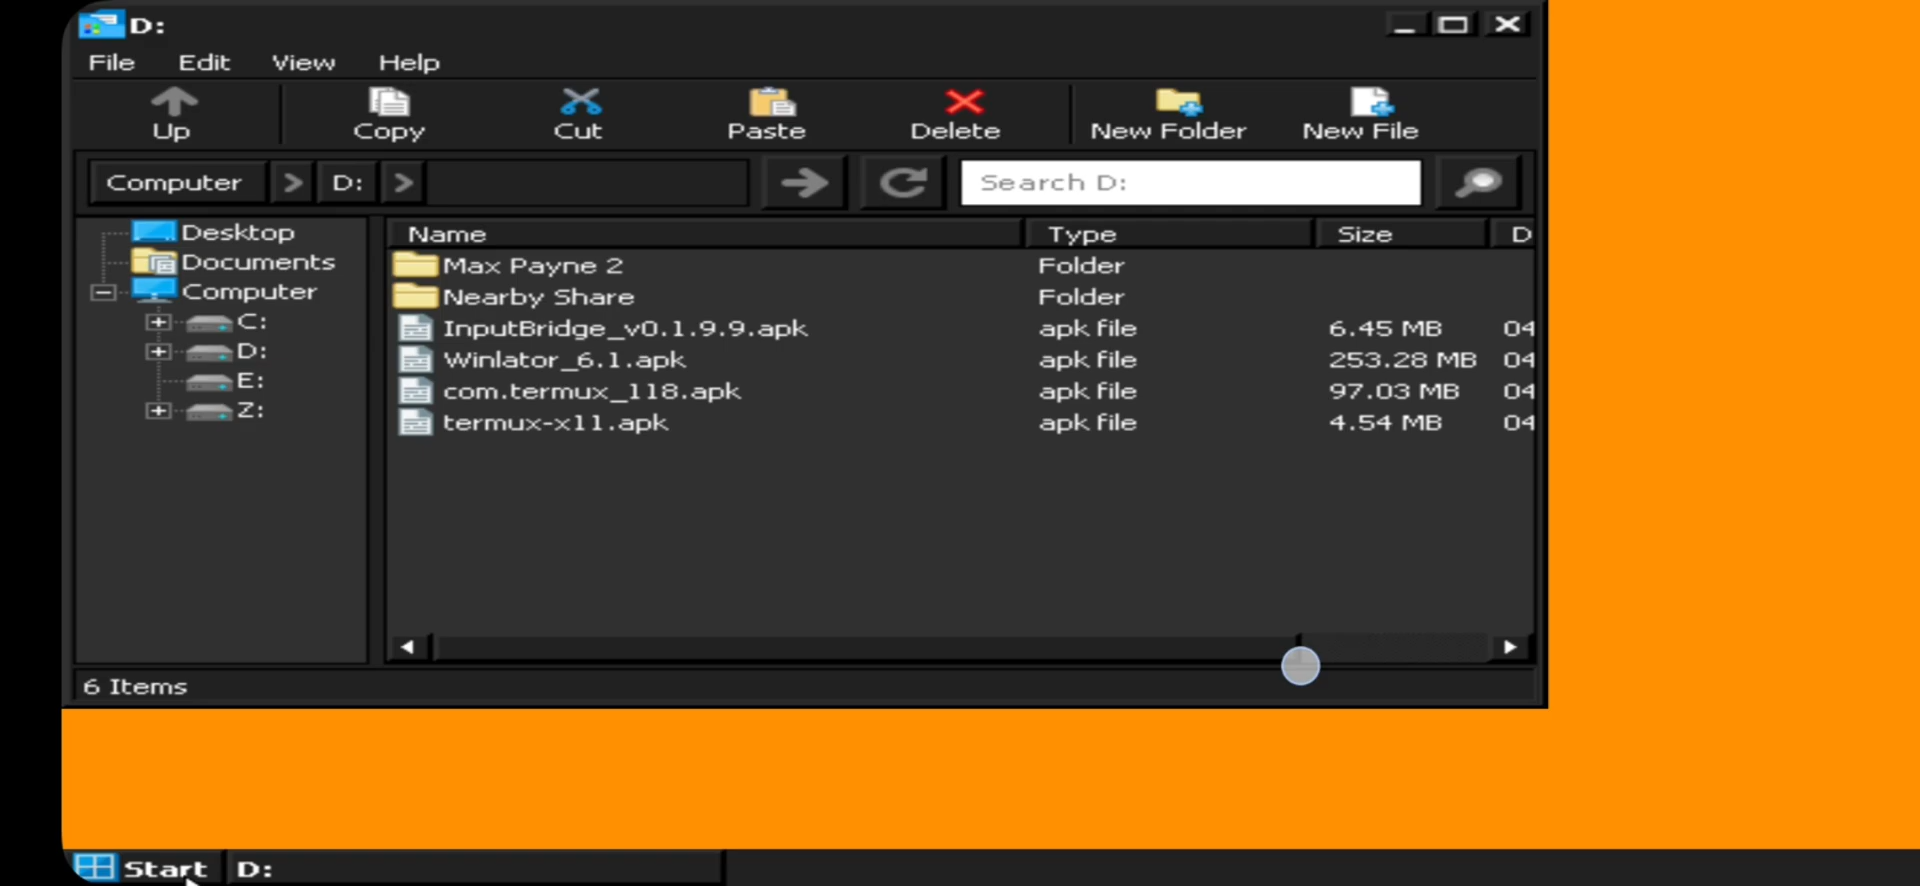 D:
File Edit View Help
Up Copy Cut Paste Delete New Folder New File
Computer > D: > Search D:
Desktop
Documents
Computer
C:
D:
E:
Z:
Name Type Size D
Max Payne 2 Folder
Nearby Share Folder
InputBridge_v0.1.9.9.apk apk file 6.45 MB 04
Winlator_6.1.apk apk file 253.28 MB 04
com.termux_118.apk apk file 97.03 MB 04
termux-x11.apk apk file 4.54 MB 04
6 Items
Start D: